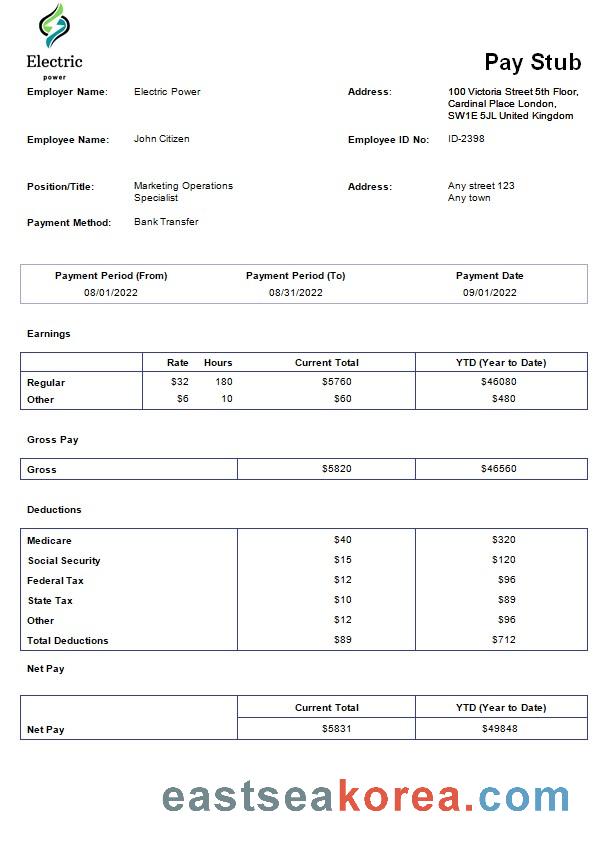 Electric
power
Pay Stub
Employer Name: Electric Power Address: 100 Victoria Street 5th Floor,
Cardinal Place London,
SW1E 5JL United Kingdom
Employee Name: John Citizen Employee ID No: ID-2398
Position/Title: Marketing Operations Address: Any street 123
Specialist Any town
Payment Method: Bank Transfer
Payment Period (From) Payment Period (To) Payment Date
08/01/2022 08/31/2022 09/01/2022
Earnings
Rate Hours Current Total YTD (Year to Date)
Regular $32 180 $5760 $46080
Other $6 10 $60 $480
Gross Pay
Gross $5820 $46560
Deductions
Medicare $40 $320
Social Security $15 $120
Federal Tax $12 $96
State Tax $10 $89
Other $12 $96
Total Deductions $89 $712
Net Pay
Current Total YTD (Year to Date)
Net Pay $5831 $49848
eastseakorea.com